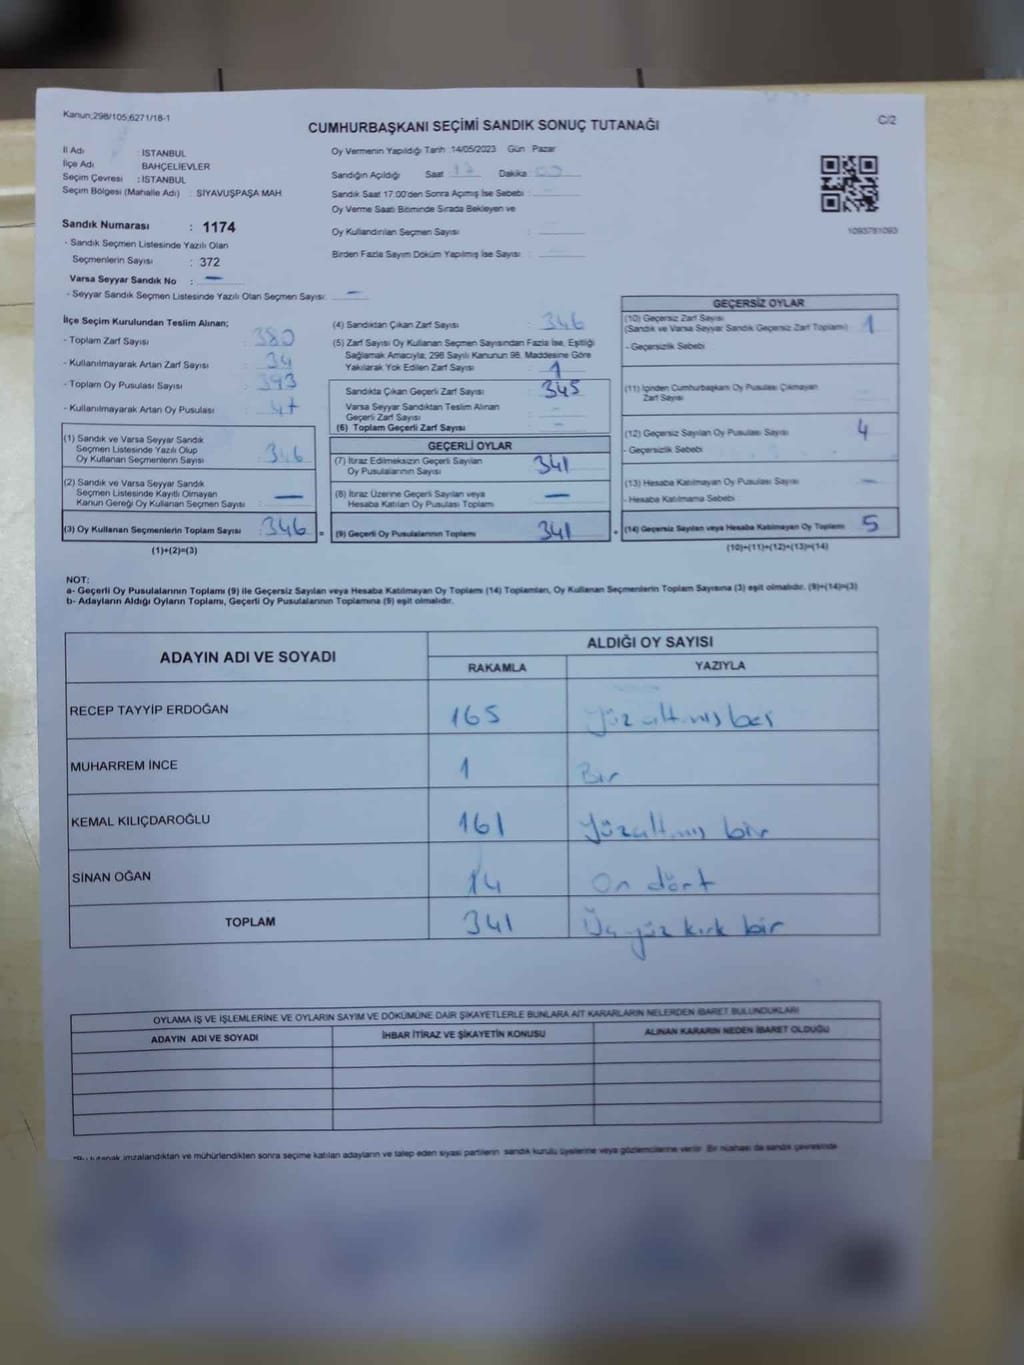 Kanun;298/105;6271/18-1
C/2
CUMHURBAŞKANI SEÇİMİ SANDIK SONUÇ TUTANAĞI
İl Adı : İSTANBUL
İlçe Adı BAHÇELİEVLER
Seçim Çevresi : İSTANBUL
Seçim Bölgesi (Mahalle Adı) : SİYAVUŞPAŞA MAH
Oy Vermenin Yapıldığı Tarih 14/05/2023 Gün Pazar
Sandığın Açıldığı Saat 17 Dakika
Sandık Saat 17:00'den Sonra Açılmış İse Sebebi :
Oy Verme Saati Bitiminde Sırada Bekleyen ve
Oy Kullandırılan Seçmen Sayısı :
Birden Fazla Sayım Döküm Yapılmış İse Sayısı :
1093781093
Sandık Numarası : 1174
- Sandık Seçmen Listesinde Yazılı Olan
Seçmenlerin Sayısı : 372
Varsa Seyyar Sandık No : —
- Seyyar Sandık Seçmen Listesinde Yazılı Olan Seçmen Sayısı: —
İlçe Seçim Kurulundan Teslim Alınan;
- Toplam Zarf Sayısı : 380
- Kullanılmayarak Artan Zarf Sayısı : 34
- Toplam Oy Pusulası Sayısı : 393
- Kullanılmayarak Artan Oy Pusulası : 47
(1) Sandık ve Varsa Seyyar Sandık
Seçmen Listesinde Yazılı Olup
Oy Kullanan Seçmenlerin Sayısı : 346
(2) Sandık ve Varsa Seyyar Sandık
Seçmen Listesinde Kayıtlı Olmayan
Kanun Gereği Oy Kullanan Seçmen Sayısı : —
(3) Oy Kullanan Seçmenlerin Toplam Sayısı : 346
(1)+(2)=(3)
(4) Sandıktan Çıkan Zarf Sayısı : 346
(5) Zarf Sayısı Oy Kullanan Seçmen Sayısından Fazla İse, Eşitliği
Sağlamak Amacıyla; 298 Sayılı Kanunun 98. Maddesine Göre
Yakılarak Yok Edilen Zarf Sayısı : 1
Sandıkta Çıkan Geçerli Zarf Sayısı : 345
Varsa Seyyar Sandıktan Teslim Alınan
Geçerli Zarf Sayısı : —
(6) Toplam Geçerli Zarf Sayısı : —
GEÇERLİ OYLAR
(7) İtiraz Edilmeksizin Geçerli Sayılan
Oy Pusulalarının Sayısı : 341
(8) İtiraz Üzerine Geçerli Sayılan veya
Hesaba Katılan Oy Pusulası Toplamı : —
= (9) Geçerli Oy Pusulalarının Toplamı : 341
GEÇERSİZ OYLAR
(10) Geçersiz Zarf Sayısı
(Sandık ve Varsa Seyyar Sandık Geçersiz Zarf Toplamı) : 1
- Geçersizlik Sebebi
(11) İçinden Cumhurbaşkanı Oy Pusulası Çıkmayan
Zarf Sayısı
(12) Geçersiz Sayılan Oy Pusulası Sayısı : 4
- Geçersizlik Sebebi
(13) Hesaba Katılmayan Oy Pusulası Sayısı : —
- Hesaba Katılmama Sebebi
+ (14) Geçersiz Sayılan veya Hesaba Katılmayan Oy Toplamı : 5
(10)+(11)+(12)+(13)=(14)
NOT:
a- Geçerli Oy Pusulalarının Toplamı (9) ile Geçersiz Sayılan veya Hesaba Katılmayan Oy Toplamı (14) Toplamları, Oy Kullanan Seçmenlerin Toplam Sayısına (3) eşit olmalıdır. (9)+(14)=(3)
b- Adayların Aldığı Oyların Toplamı, Geçerli Oy Pusulalarının Toplamına (9) eşit olmalıdır.
ADAYIN ADI VE SOYADI
ALDIĞI OY SAYISI
RAKAMLA YAZIYLA
RECEP TAYYİP ERDOĞAN 165 Yüz altmış beş
MUHARREM İNCE 1 Bir
KEMAL KILIÇDAROĞLU 161 Yüzaltmış bir
SİNAN OĞAN 14 On dört
TOPLAM 341 Üçyüz kırk bir
OYLAMA İŞ VE İŞLEMLERİNE VE OYLARIN SAYIM VE DÖKÜMÜNE DAİR ŞİKAYETLERLE BUNLARA AİT KARARLARIN NELERDEN İBARET BULUNDUKLARI
ADAYIN ADI VE SOYADI İHBAR İTİRAZ VE ŞİKAYETİN KONUSU ALINAN KARARIN NEDEN İBARET OLDUĞU
*Bu tutanak imzalandıktan ve mühürlendikten sonra seçime katılan adayların ve talep eden siyasi partilerin sandık kurulu üyelerine veya gözlemcilerine verilir. Bir nüshası da sandık çevresinde